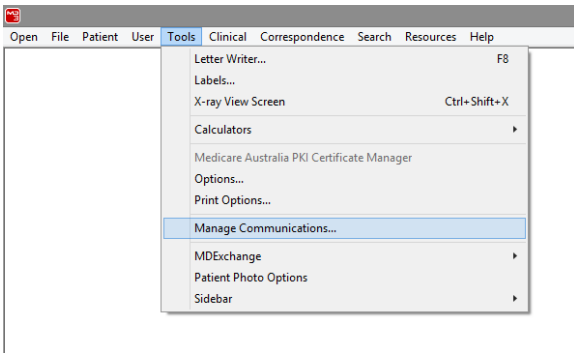 Open File Patient User Tools Clinical Correspondence Search Resources Help
Letter Writer... F8
Labels...
X-ray View Screen Ctrl+Shift+X
Calculators
Medicare Australia PKI Certificate Manager
Options...
Print Options...
Manage Communications...
MDExchange
Patient Photo Options
Sidebar